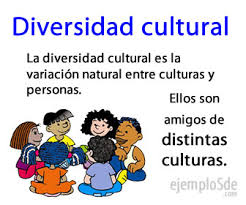 Diversidad cultural
La diversidad cultural es la
variación natural entre culturas y
personas.
Ellos son
amigos de
distintas
culturas.
ejemplosde
.com